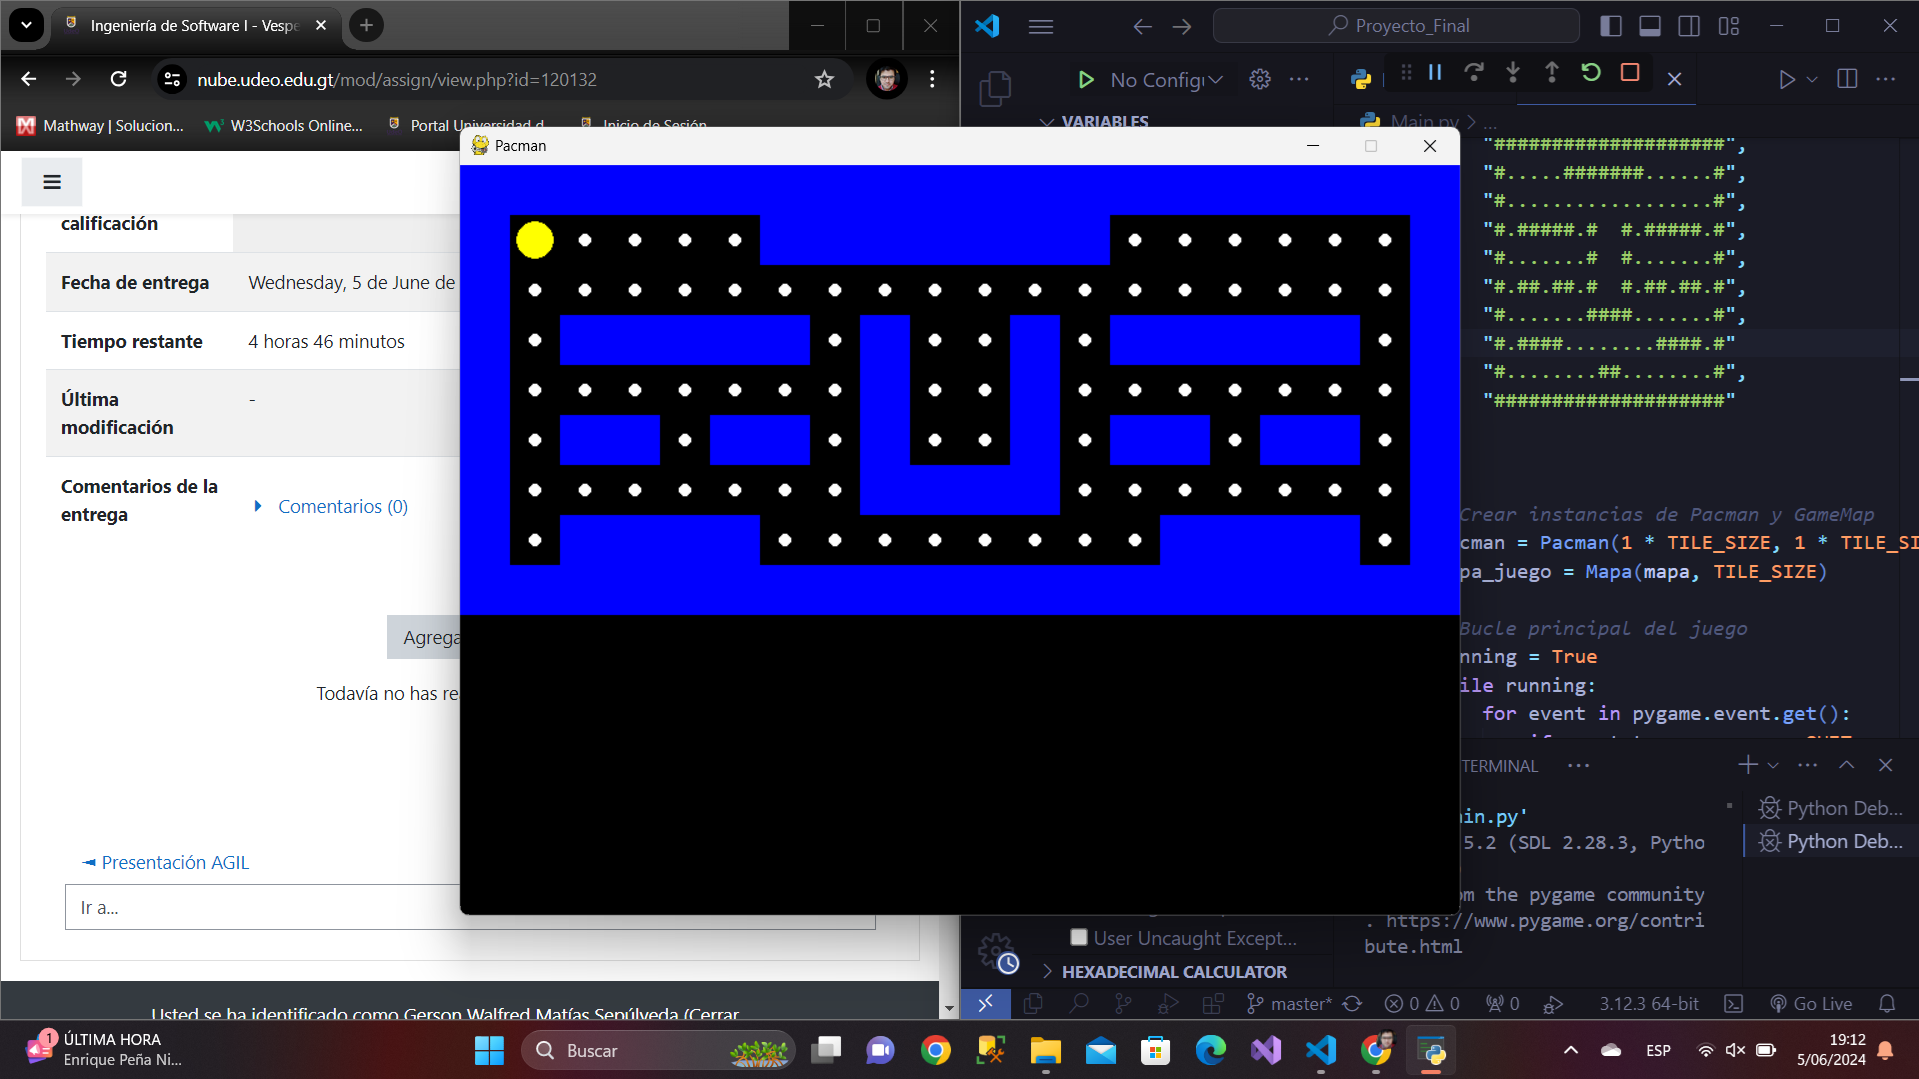 Ingeniería de Software I - Vespe
nube.udeo.edu.gt/mod/assign/view.php?id=120132
Mathway | Solucion...
W3Schools Online...
Portal Universidad d
Inicio de Sesión
calificación
Fecha de entrega
Wednesday, 5 de June de
Tiempo restante
4 horas 46 minutos
Última
modificación
-
Comentarios de la
entrega
Comentarios (0)
Agrega
Todavía no has re
Presentación AGIL
Ir a...
Usted se ha identificado como Gerson Walfred Matías Sepúlveda (Cerrar
Pacman
Proyecto_Final
No Config
VARIABLES
Main.py > ...
"####################",
"#.....#######......#",
"#..................#",
"#.#####.#  #.#####.#",
"#.......#  #.......#",
"#.##.##.#  #.##.##.#",
"#.......####.......#",
"#.####........####.#"
"#........##........#",
"####################"
Crear instancias de Pacman y GameMap
cman = Pacman(1 * TILE_SIZE, 1 * TILE_SI
pa_juego = Mapa(mapa, TILE_SIZE)
Bucle principal del juego
nning = True
ile running:
for event in pygame.event.get():
TERMINAL
in.py'
5.2 (SDL 2.28.3, Pytho
om the pygame community
. https://www.pygame.org/contri
bute.html
Python Deb...
Python Deb...
User Uncaught Except...
HEXADECIMAL CALCULATOR
master*
0
0
0
3.12.3 64-bit
Go Live
1
ÚLTIMA HORA
Enrique Peña Ni...
Buscar
ESP
19:12
5/06/2024